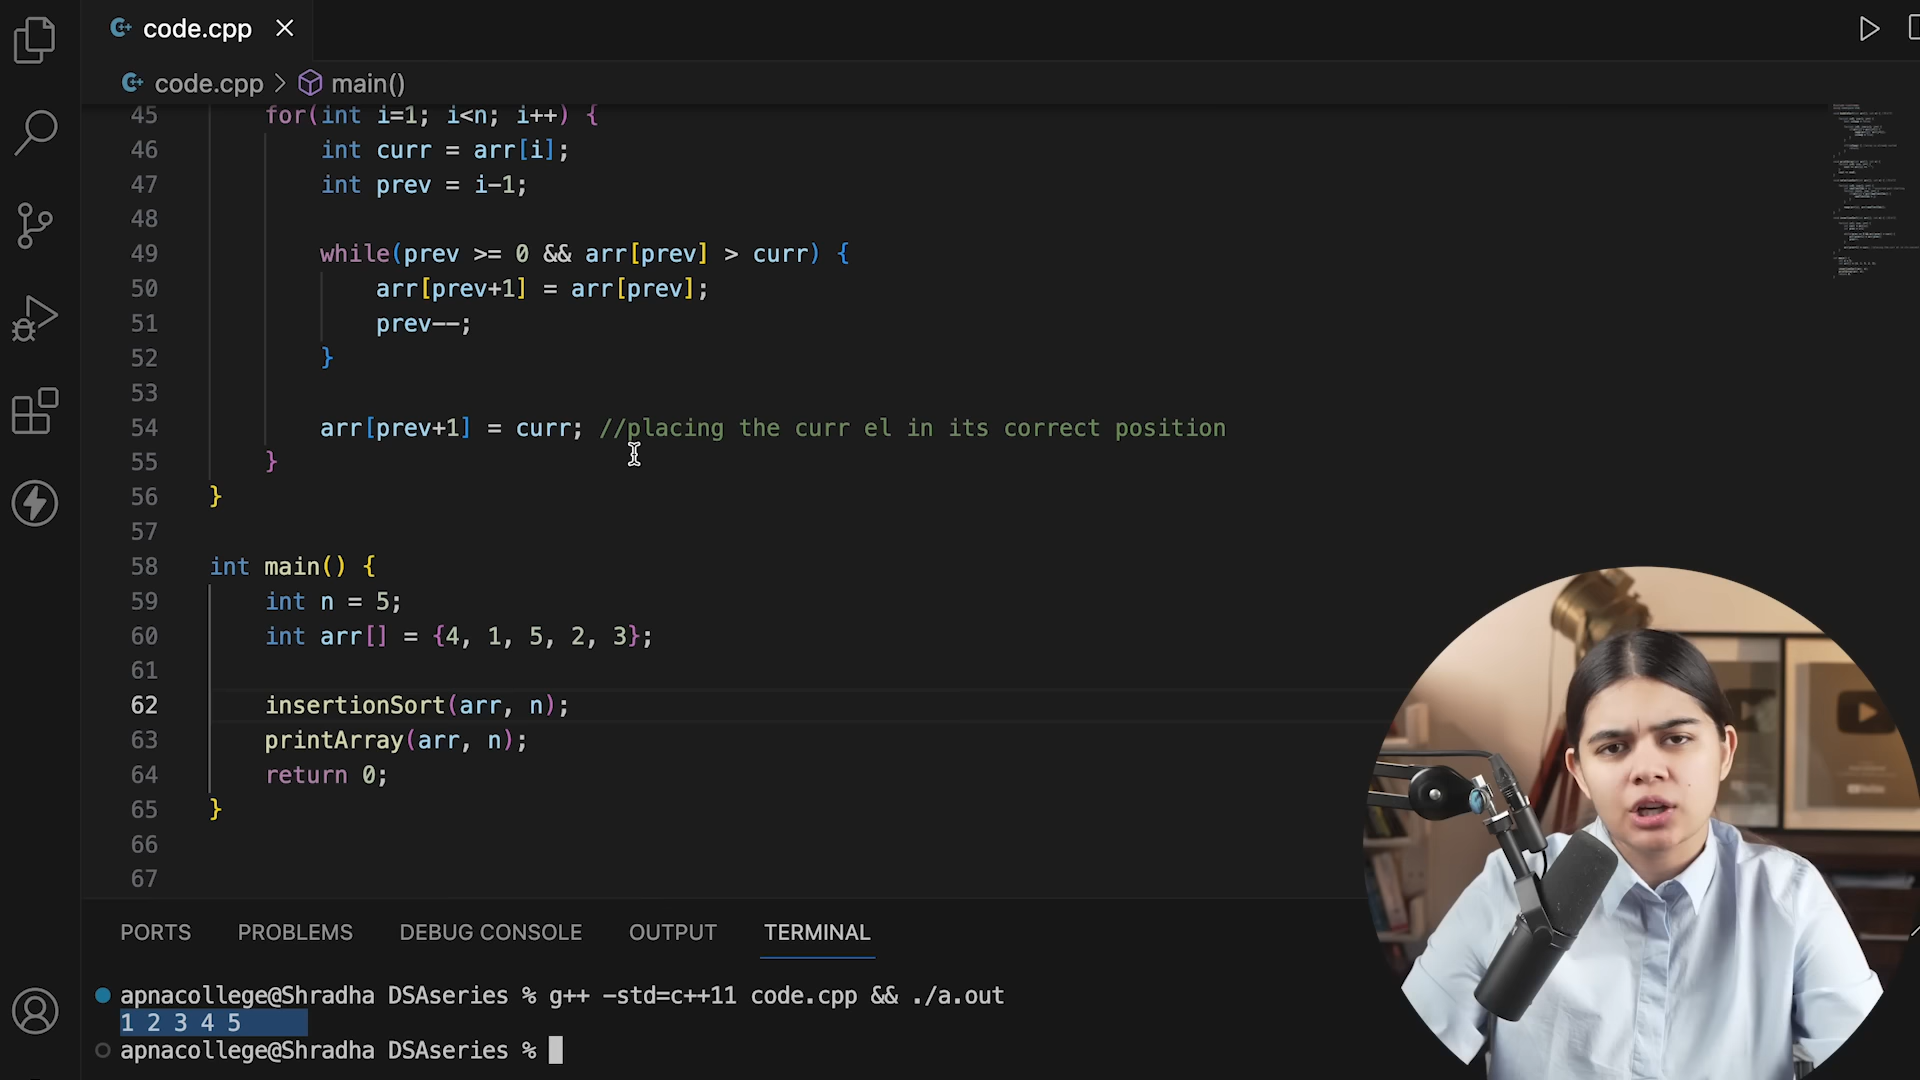 code.cpp
code.cpp > main()
45 for(int i=1; i<n; i++) {
46 int curr = arr[i];
47 int prev = i-1;
48
49 while(prev >= 0 && arr[prev] > curr) {
50 arr[prev+1] = arr[prev];
51 prev--;
52 }
53
54 arr[prev+1] = curr; //placing the curr el in its correct position
55 }
56 }
57
58 int main() {
59 int n = 5;
60 int arr[] = {4, 1, 5, 2, 3};
61
62 insertionSort(arr, n);
63 printArray(arr, n);
64 return 0;
65 }
66
67
PORTS PROBLEMS DEBUG CONSOLE OUTPUT TERMINAL
apnacollege@Shradha DSAseries % g++ -std=c++11 code.cpp && ./a.out
1 2 3 4 5
apnacollege@Shradha DSAseries %